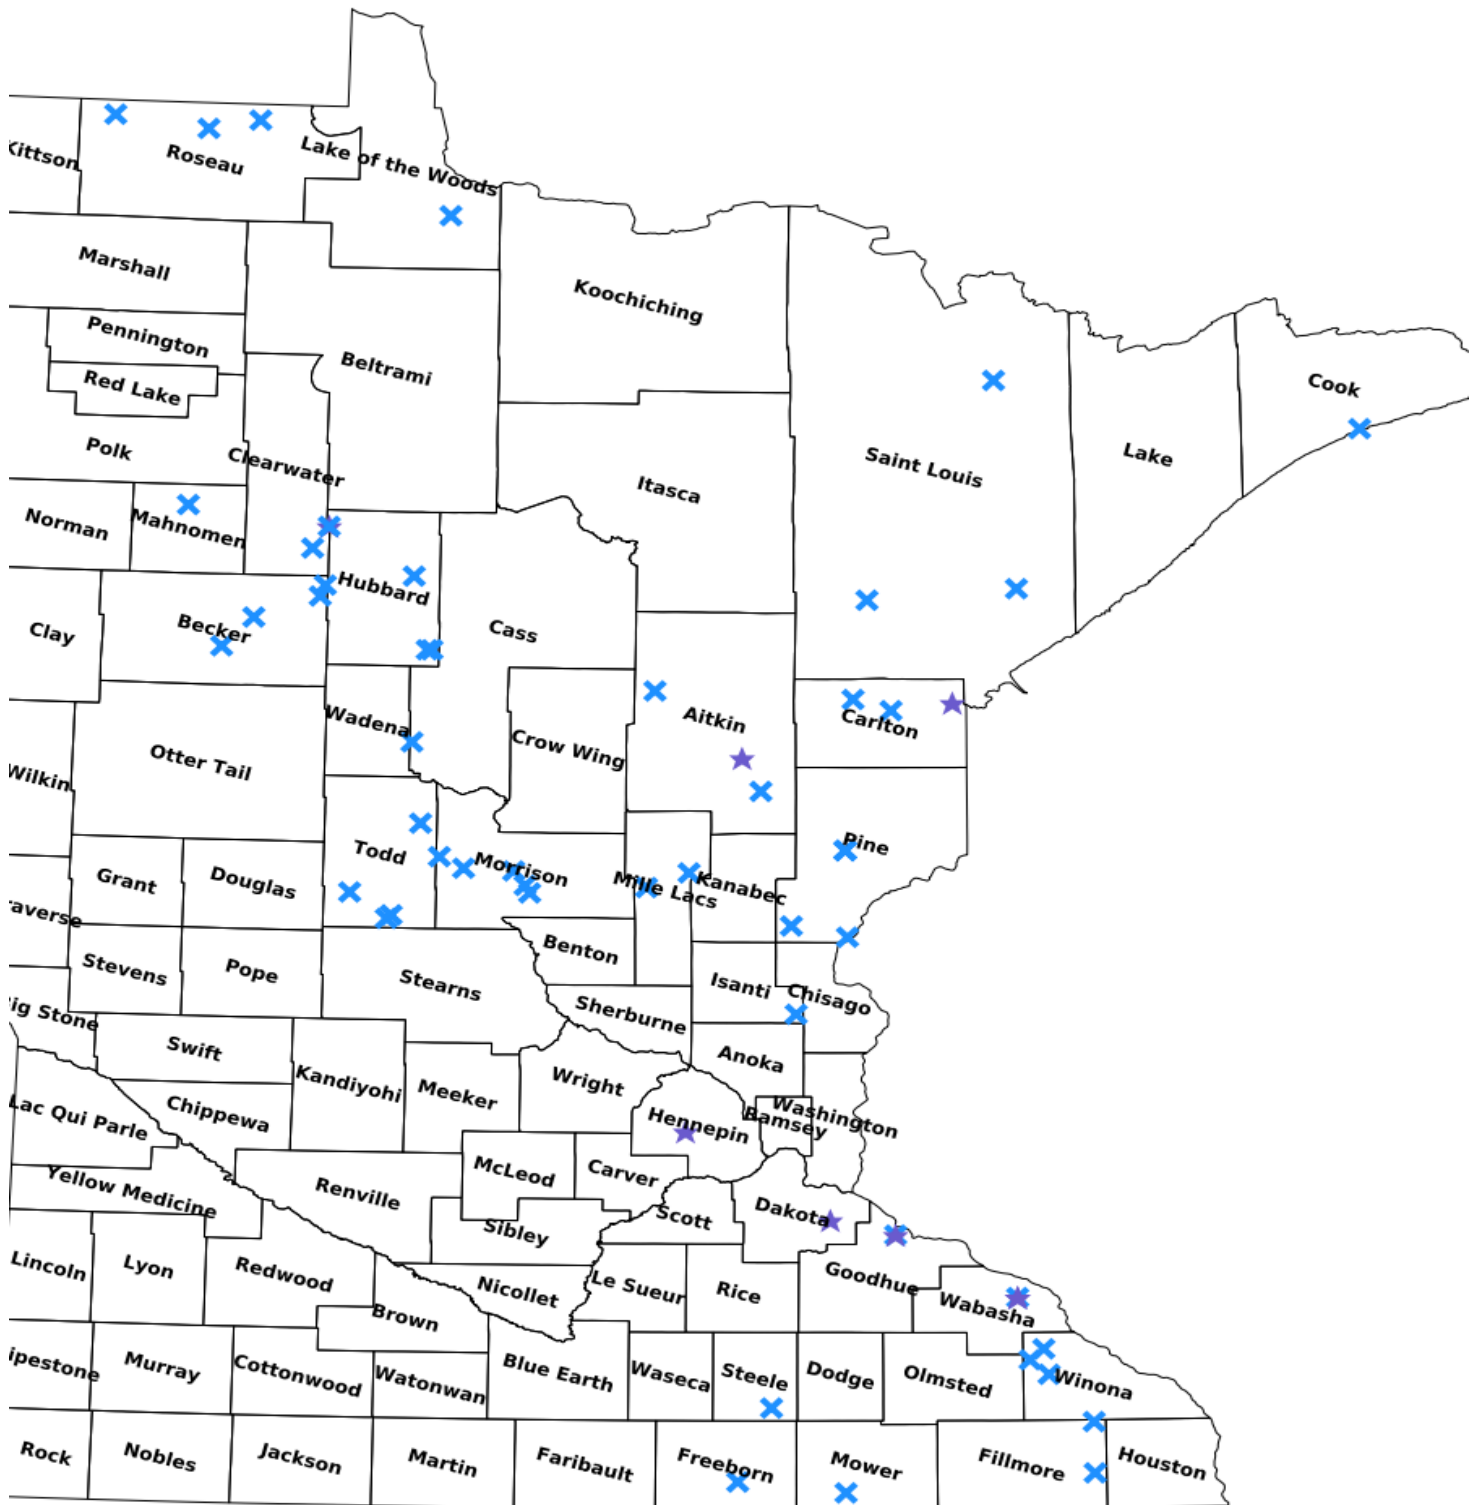 Kittson
Roseau
Lake of the Woods
Marshall
Koochiching
Pennington
Beltrami
Red Lake
Cook
Polk
Clearwater
Lake
Saint Louis
Itasca
Norman
Mahnomen
Hubbard
Clay
Becker
Cass
Wadena
Aitkin
Carlton
Otter Tail
Crow Wing
Wilkin
Todd
Morrison
Pine
Grant
Douglas
Mille Lacs
Kanabec
raverse
Benton
Stevens
Pope
Stearns
Isanti
Chisago
ig Stone
Sherburne
Swift
Anoka
Kandiyohi
Meeker
Wright
Lac Qui Parle
Chippewa
Hennepin
Ramsey
Washington
Yellow Medicine
Renville
McLeod
Carver
Scott
Dakota
Sibley
Lincoln
Lyon
Redwood
Nicollet
Le Sueur
Rice
Goodhue
Wabasha
Brown
ipestone
Murray
Cottonwood
Watonwan
Blue Earth
Waseca
Steele
Dodge
Olmsted
Winona
Rock
Nobles
Jackson
Martin
Faribault
Freeborn
Mower
Fillmore
Houston